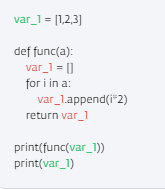 var_1 = [1,2,3]
def func(a):
var_1 = []
for i in a:
var_1.append(i*2)
return var_1
print(func(var_1))
print(var_1)